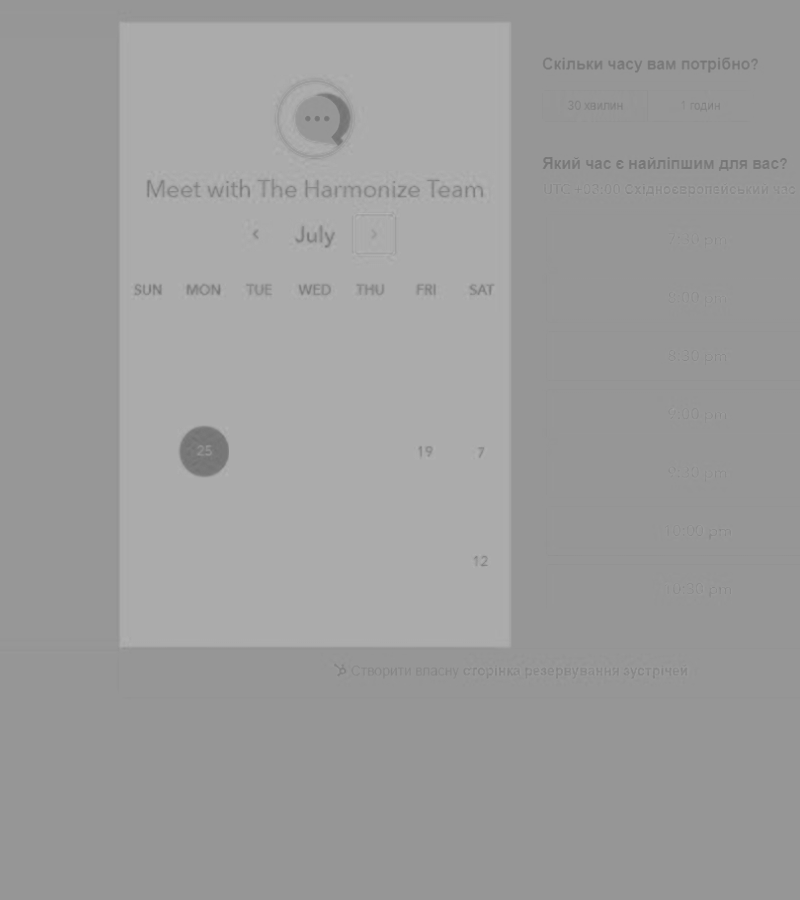 Meet with The Harmonize Team
July
SUN MON TUE WED THU FRI SAT
25 19 7
12
Скільки часу вам потрібно?
30 хвилин 1 годин
Який час є найліпшим для вас?
UTC +03:00 Східноєвропейський час
7:30 pm
8:00 pm
8:30 pm
9:00 pm
9:30 pm
10:00 pm
10:30 pm
Створити власну сторінка резервування зустрічей